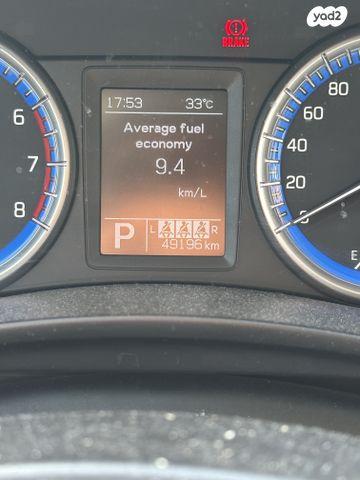 yad2
BRAKE
17:53 33°C
Average fuel
economy
9.4
km/L
P L R
49196 km
6
7
8
80
60
40
20
0
E